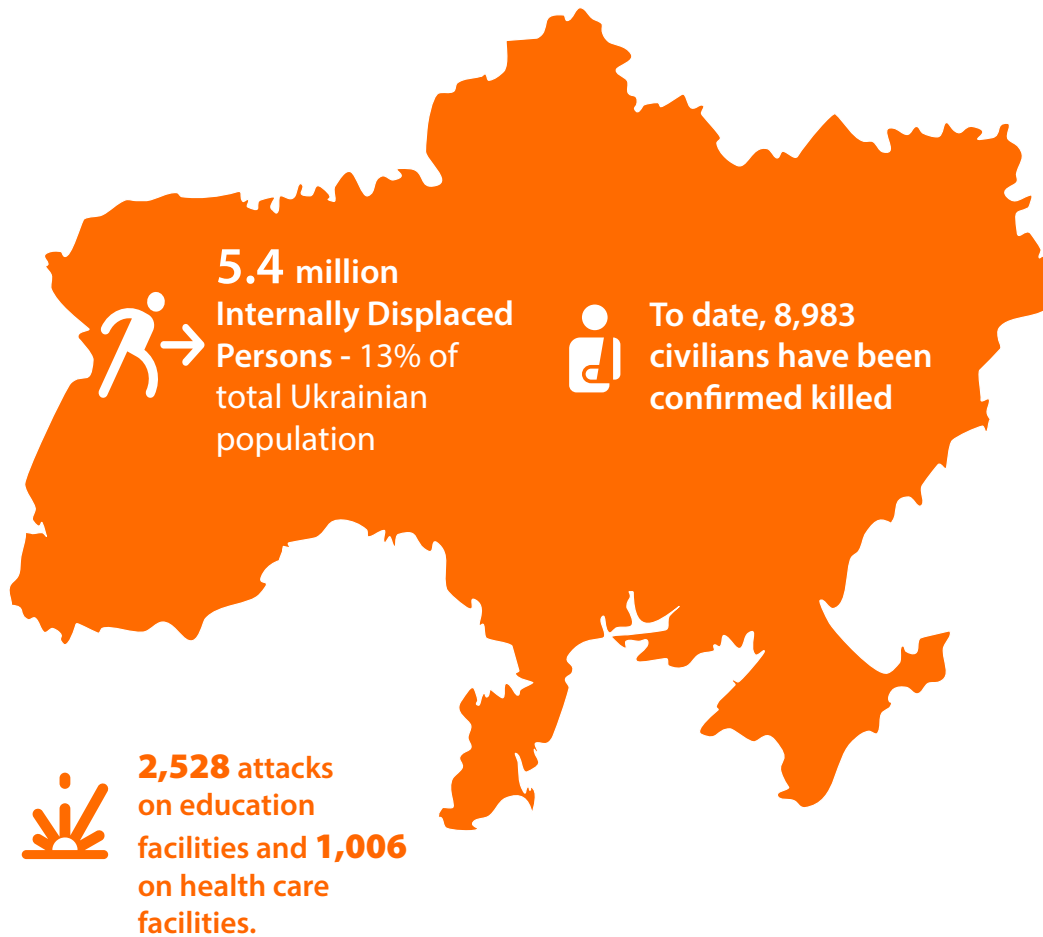 5.4 million
Internally Displaced
Persons - 13% of
total Ukrainian
population
To date, 8,983
civilians have been
confirmed killed
2,528 attacks
on education
facilities and 1,006
on health care
facilities.